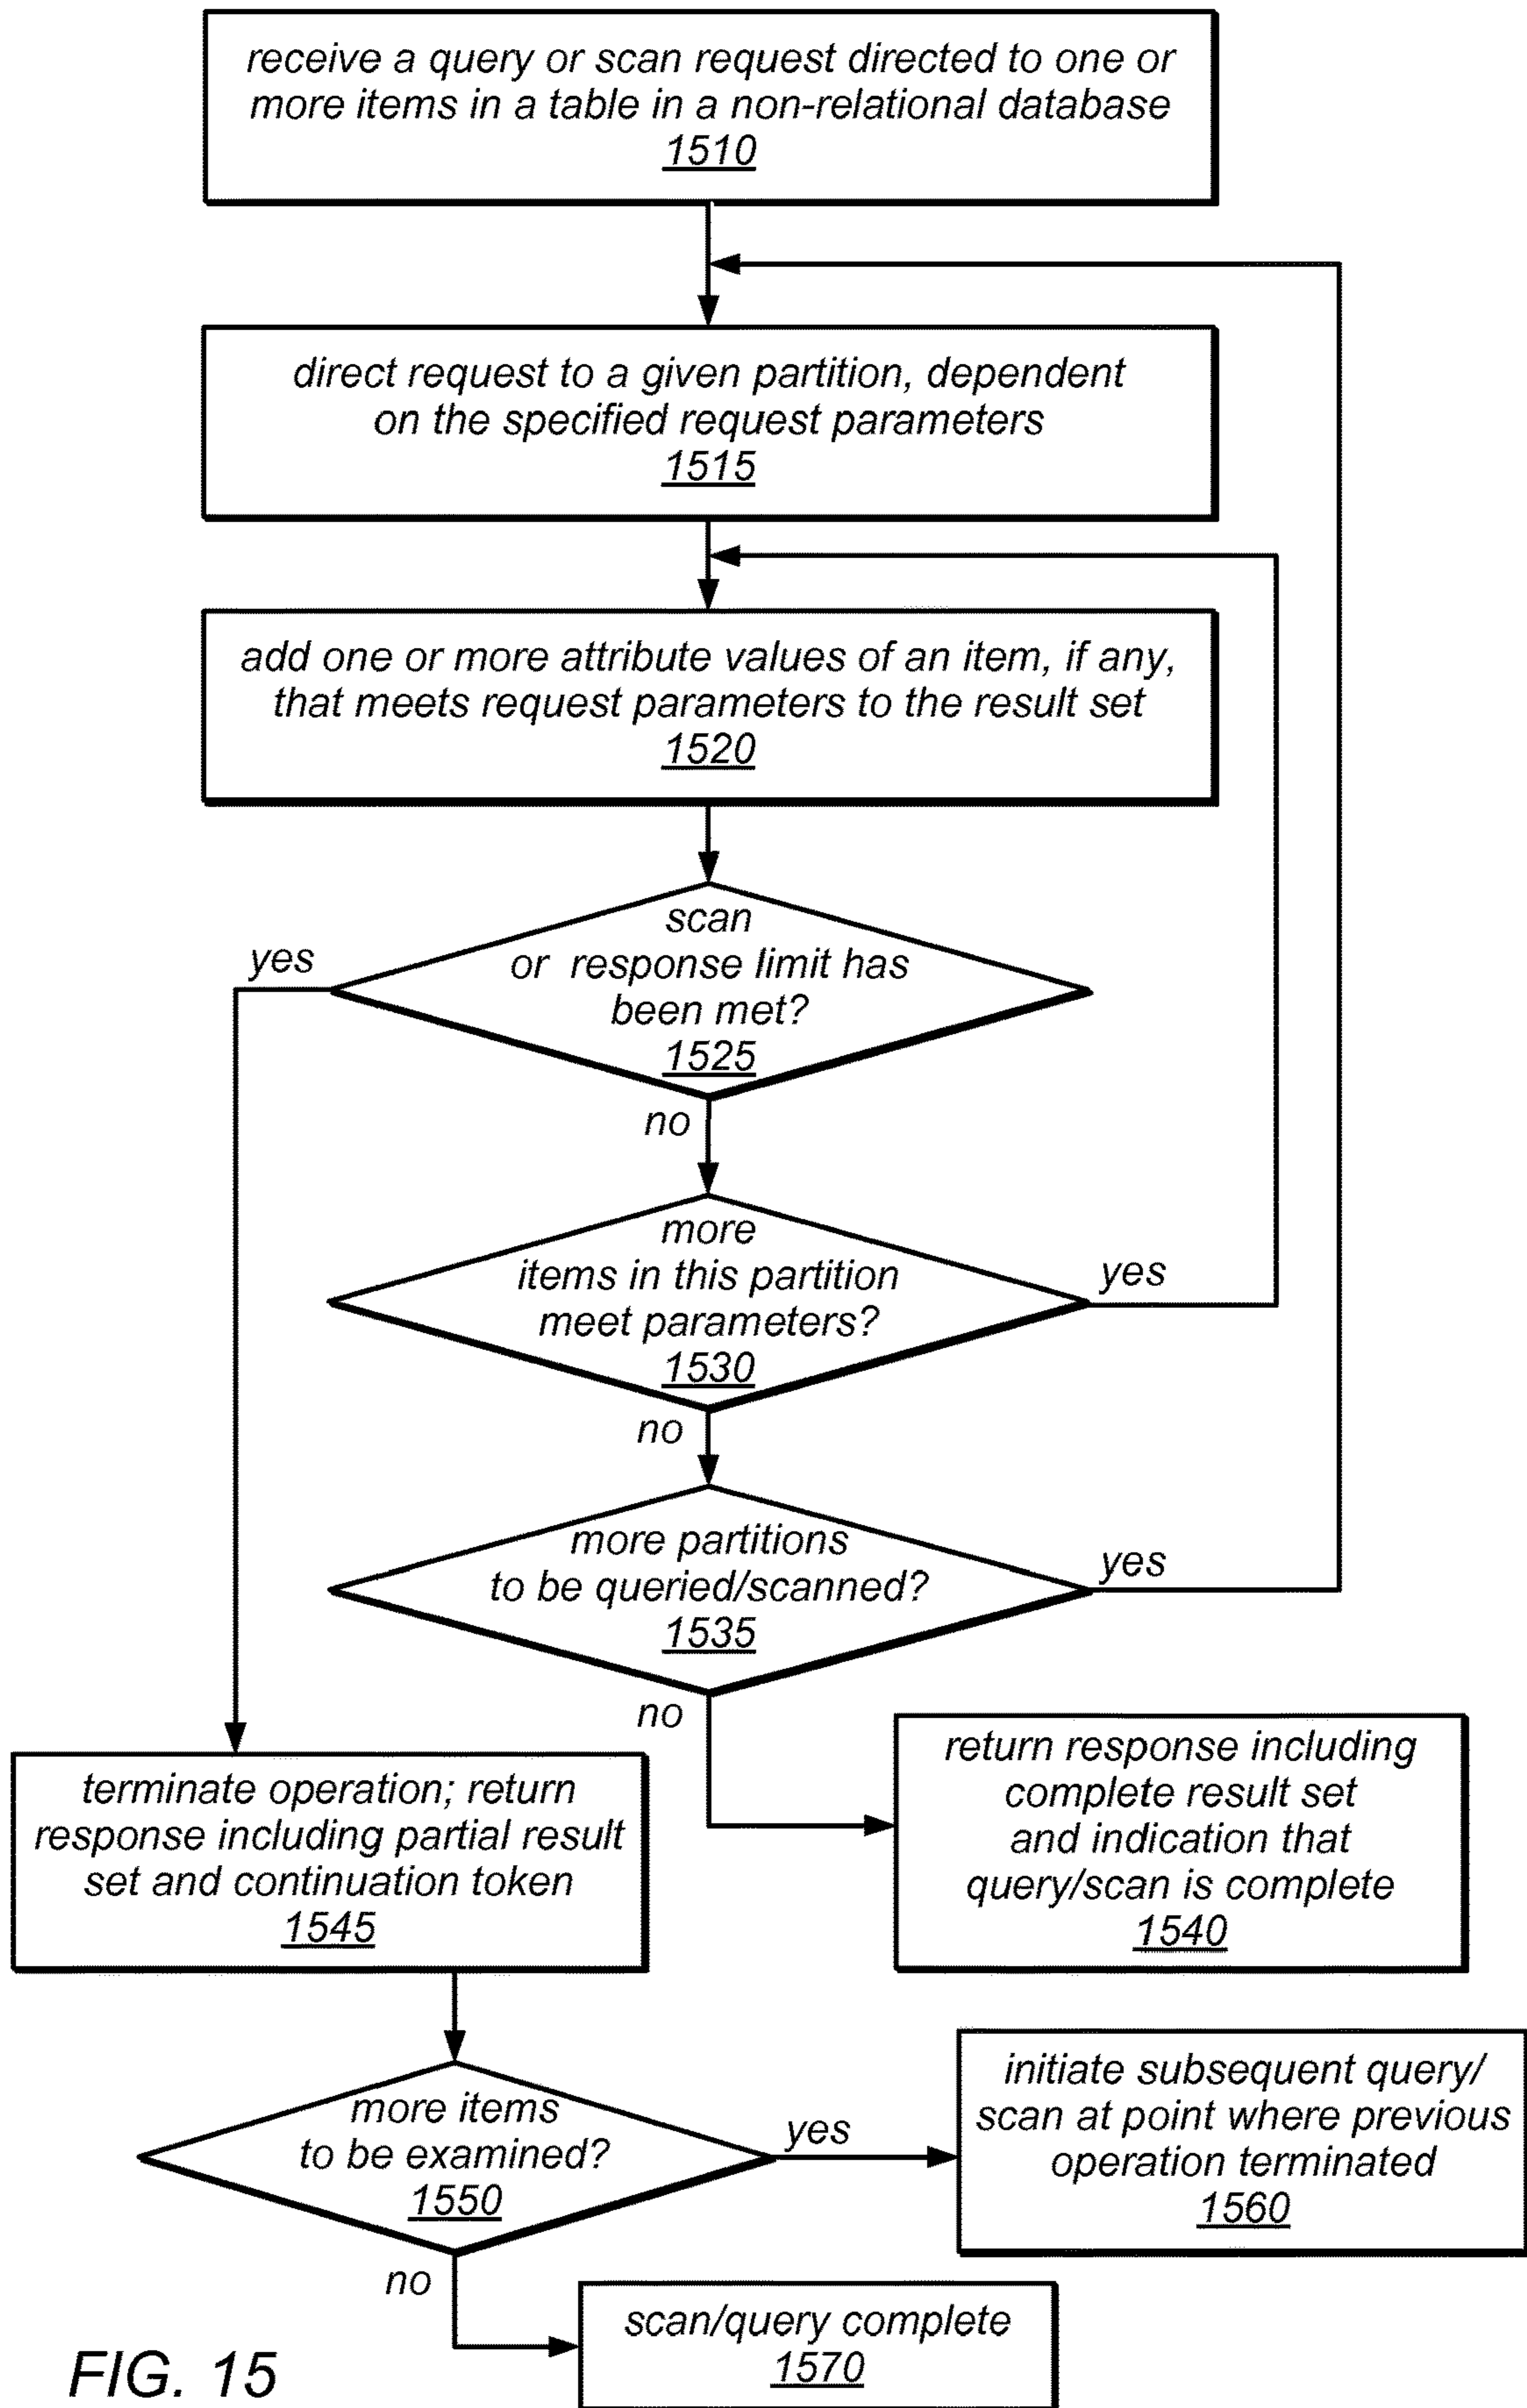 receive a query or scan request directed to one or
more items in a table in a non-relational database
1510
direct request to a given partition, dependent
on the specified request parameters
1515
add one or more attribute values of an item, if any,
that meets request parameters to the result set
1520
scan
or response limit has
been met?
1525
yes
no
more
items in this partition
meet parameters?
1530
yes
no
more partitions
to be queried/scanned?
1535
yes
no
return response including
complete result set
and indication that
query/scan is complete
1540
terminate operation; return
response including partial result
set and continuation token
1545
more items
to be examined?
1550
yes
initiate subsequent query/
scan at point where previous
operation terminated
1560
no
scan/query complete
1570
FIG. 15